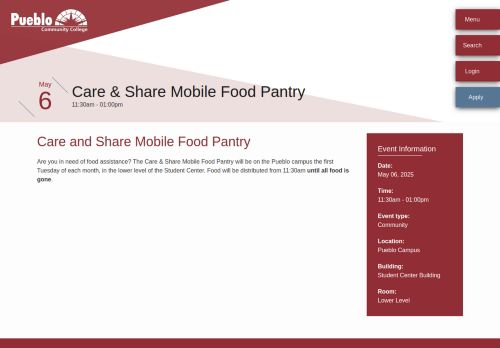 Pueblo
Community College
Menu
Search
Login
Apply
May
6
Care & Share Mobile Food Pantry
11:30am - 01:00pm
Care and Share Mobile Food Pantry
Are you in need of food assistance? The Care & Share Mobile Food Pantry will be on the Pueblo campus the first
Tuesday of each month, in the lower level of the Student Center. Food will be distributed from 11:30am until all food is
gone.
Event Information
Date:
May 06, 2025
Time:
11:30am - 01:00pm
Event type:
Community
Location:
Pueblo Campus
Building:
Student Center Building
Room:
Lower Level